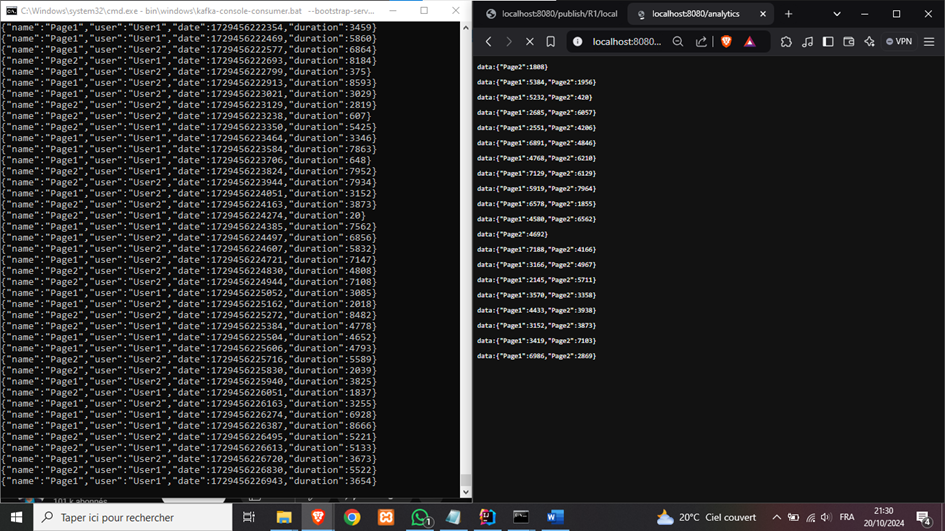 C:\Windows\system32\cmd.exe - bin\windows\kafka-console-consumer.bat --bootstrap-serv...
{"name":"Page1","user":"User1","date":1729456222354,"duration":3459}
{"name":"Page2","user":"User1","date":1729456222469,"duration":5860}
{"name":"Page2","user":"User1","date":1729456222577,"duration":6864}
{"name":"Page2","user":"User2","date":1729456222693,"duration":8184}
{"name":"Page1","user":"User2","date":1729456222799,"duration":375}
{"name":"Page2","user":"User2","date":1729456222913,"duration":8593}
{"name":"Page1","user":"User2","date":1729456223021,"duration":3029}
{"name":"Page2","user":"User1","date":1729456223129,"duration":2819}
{"name":"Page1","user":"User2","date":1729456223238,"duration":607}
{"name":"Page2","user":"User2","date":1729456223350,"duration":5425}
{"name":"Page1","user":"User2","date":1729456223464,"duration":3346}
{"name":"Page2","user":"User1","date":1729456223584,"duration":7863}
{"name":"Page1","user":"User2","date":1729456223706,"duration":648}
{"name":"Page2","user":"User1","date":1729456223824,"duration":7952}
{"name":"Page2","user":"User2","date":1729456223944,"duration":7934}
{"name":"Page1","user":"User2","date":1729456224051,"duration":3152}
{"name":"Page2","user":"User2","date":1729456224163,"duration":3873}
{"name":"Page1","user":"User2","date":1729456224274,"duration":20}
{"name":"Page2","user":"User1","date":1729456224385,"duration":7562}
{"name":"Page1","user":"User2","date":1729456224497,"duration":6856}
{"name":"Page1","user":"User2","date":1729456224607,"duration":5832}
{"name":"Page2","user":"User1","date":1729456224721,"duration":7147}
{"name":"Page1","user":"User2","date":1729456224830,"duration":4808}
{"name":"Page1","user":"User2","date":1729456224944,"duration":7108}
{"name":"Page1","user":"User1","date":1729456225052,"duration":3085}
{"name":"Page1","user":"User2","date":1729456225162,"duration":2018}
{"name":"Page2","user":"User2","date":1729456225272,"duration":8482}
{"name":"Page2","user":"User1","date":1729456225384,"duration":4778}
{"name":"Page1","user":"User1","date":1729456225504,"duration":4652}
{"name":"Page1","user":"User1","date":1729456225606,"duration":4793}
{"name":"Page2","user":"User2","date":1729456225716,"duration":5589}
{"name":"Page1","user":"User2","date":1729456225830,"duration":2039}
{"name":"Page1","user":"User2","date":1729456225940,"duration":3825}
{"name":"Page2","user":"User1","date":1729456226051,"duration":1837}
{"name":"Page1","user":"User2","date":1729456226163,"duration":3255}
{"name":"Page1","user":"User2","date":1729456226274,"duration":6928}
{"name":"Page1","user":"User1","date":1729456226387,"duration":8666}
{"name":"Page2","user":"User2","date":1729456226495,"duration":5221}
{"name":"Page2","user":"User1","date":1729456226613,"duration":5133}
{"name":"Page1","user":"User2","date":1729456226720,"duration":3673}
{"name":"Page2","user":"User1","date":1729456226830,"duration":5522}
{"name":"Page1","user":"User1","date":1729456226943,"duration":3654}
localhost:8080/publish/R1/local
localhost:8080/analytics
localhost:8080...
VPN
data:{"Page2":1808}
data:{"Page1":5384,"Page2":1956}
data:{"Page1":5232,"Page2":420}
data:{"Page1":2685,"Page2":6057}
data:{"Page1":2551,"Page2":4206}
data:{"Page1":6891,"Page2":4846}
data:{"Page1":4768,"Page2":6210}
data:{"Page1":7129,"Page2":6129}
data:{"Page1":5919,"Page2":7964}
data:{"Page1":6578,"Page2":1855}
data:{"Page1":4580,"Page2":6562}
data:{"Page2":4692}
data:{"Page1":7188,"Page2":4166}
data:{"Page1":3166,"Page2":4967}
data:{"Page1":2145,"Page2":5711}
data:{"Page1":3570,"Page2":3358}
data:{"Page1":4433,"Page2":3938}
data:{"Page1":3152,"Page2":3873}
data:{"Page1":3419,"Page2":7103}
data:{"Page1":6986,"Page2":2869}
101 k abonnés
Taper ici pour rechercher
1
20°C Ciel couvert
FRA
21:30
20/10/2024